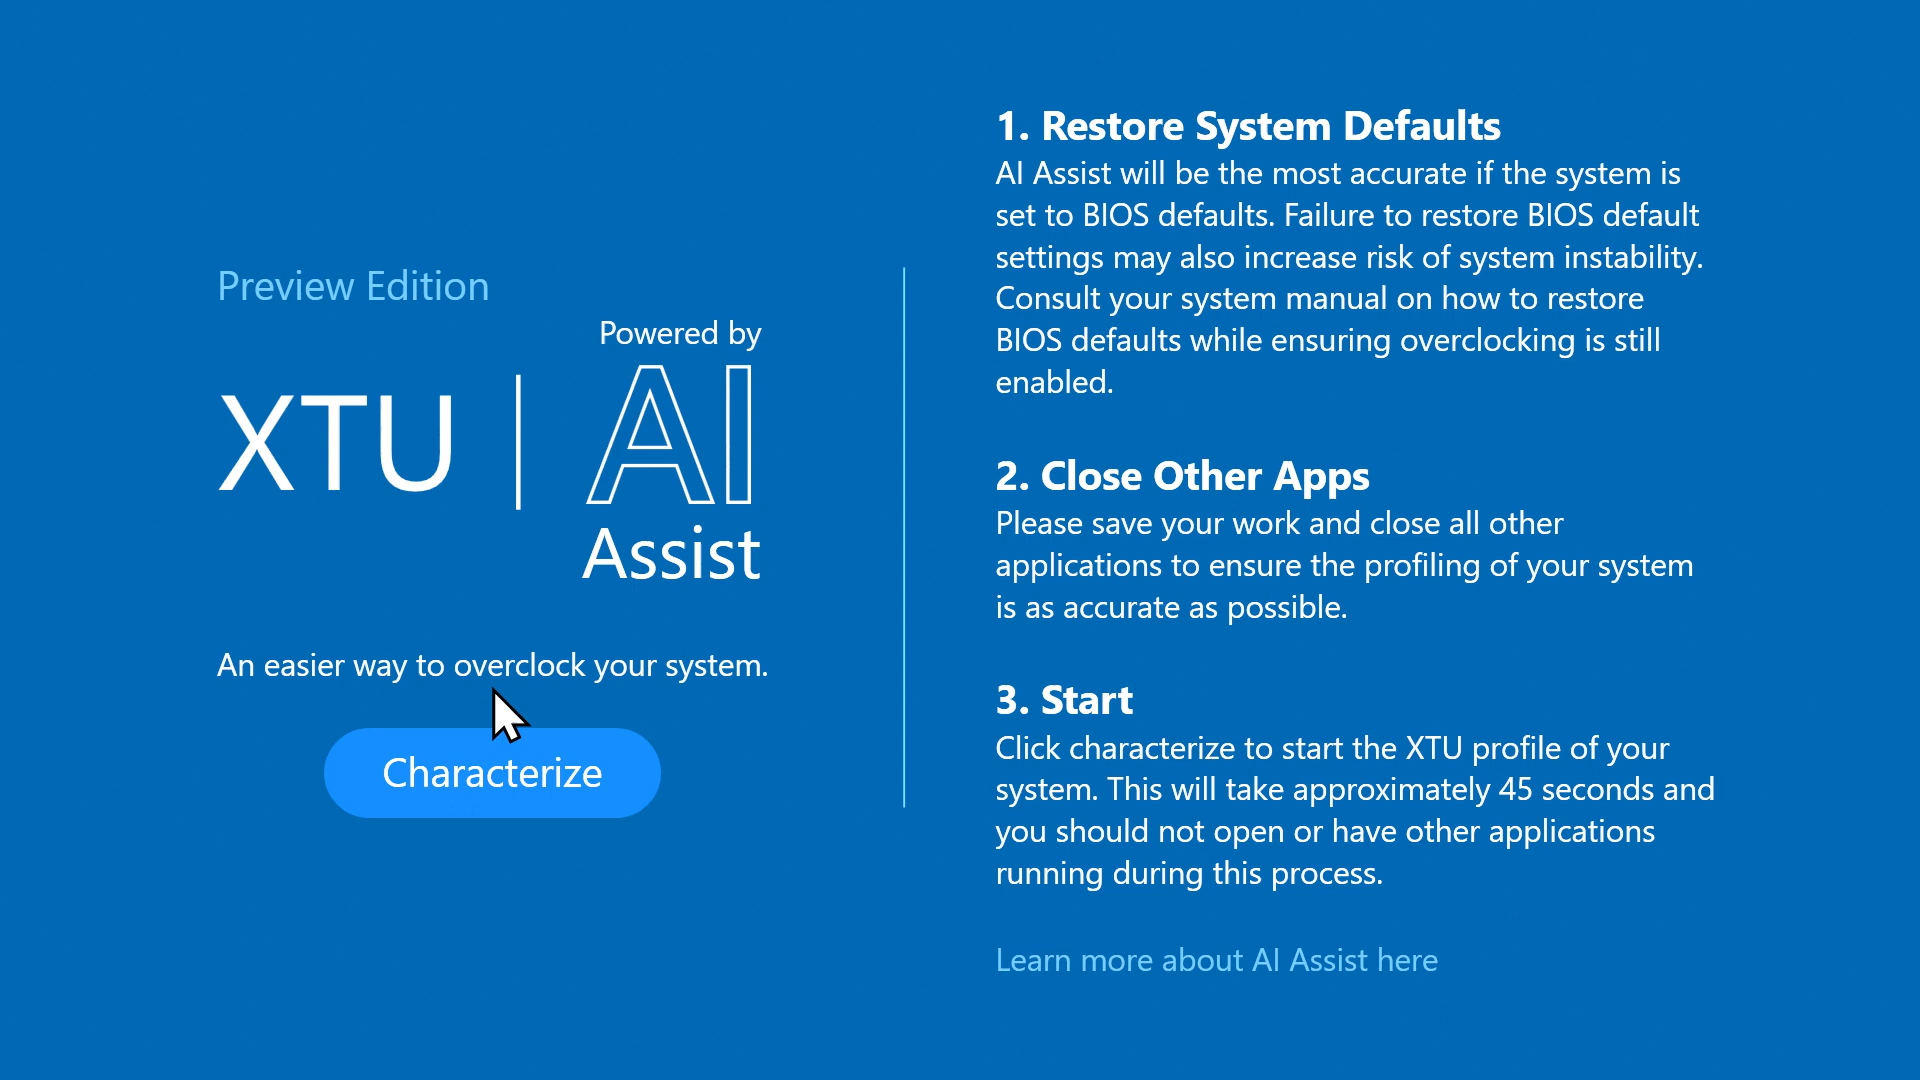 Preview Edition
Powered by
XTU | AI
Assist
An easier way to overclock your system.
Characterize
1. Restore System Defaults
AI Assist will be the most accurate if the system is
set to BIOS defaults. Failure to restore BIOS default
settings may also increase risk of system instability.
Consult your system manual on how to restore
BIOS defaults while ensuring overclocking is still
enabled.
2. Close Other Apps
Please save your work and close all other
applications to ensure the profiling of your system
is as accurate as possible.
3. Start
Click characterize to start the XTU profile of your
system. This will take approximately 45 seconds and
you should not open or have other applications
running during this process.
Learn more about AI Assist here